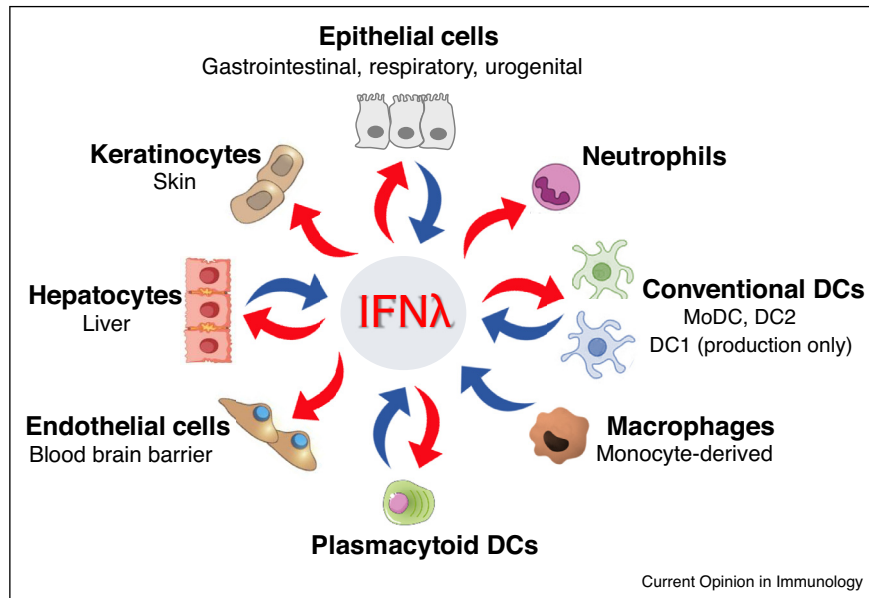 Epithelial cells
Gastrointestinal, respiratory, urogenital
Keratinocytes
Skin
Neutrophils
Hepatocytes
Liver
IFNλ
Conventional DCs
MoDC, DC2
DC1 (production only)
Endothelial cells
Blood brain barrier
Macrophages
Monocyte-derived
Plasmacytoid DCs
Current Opinion in Immunology